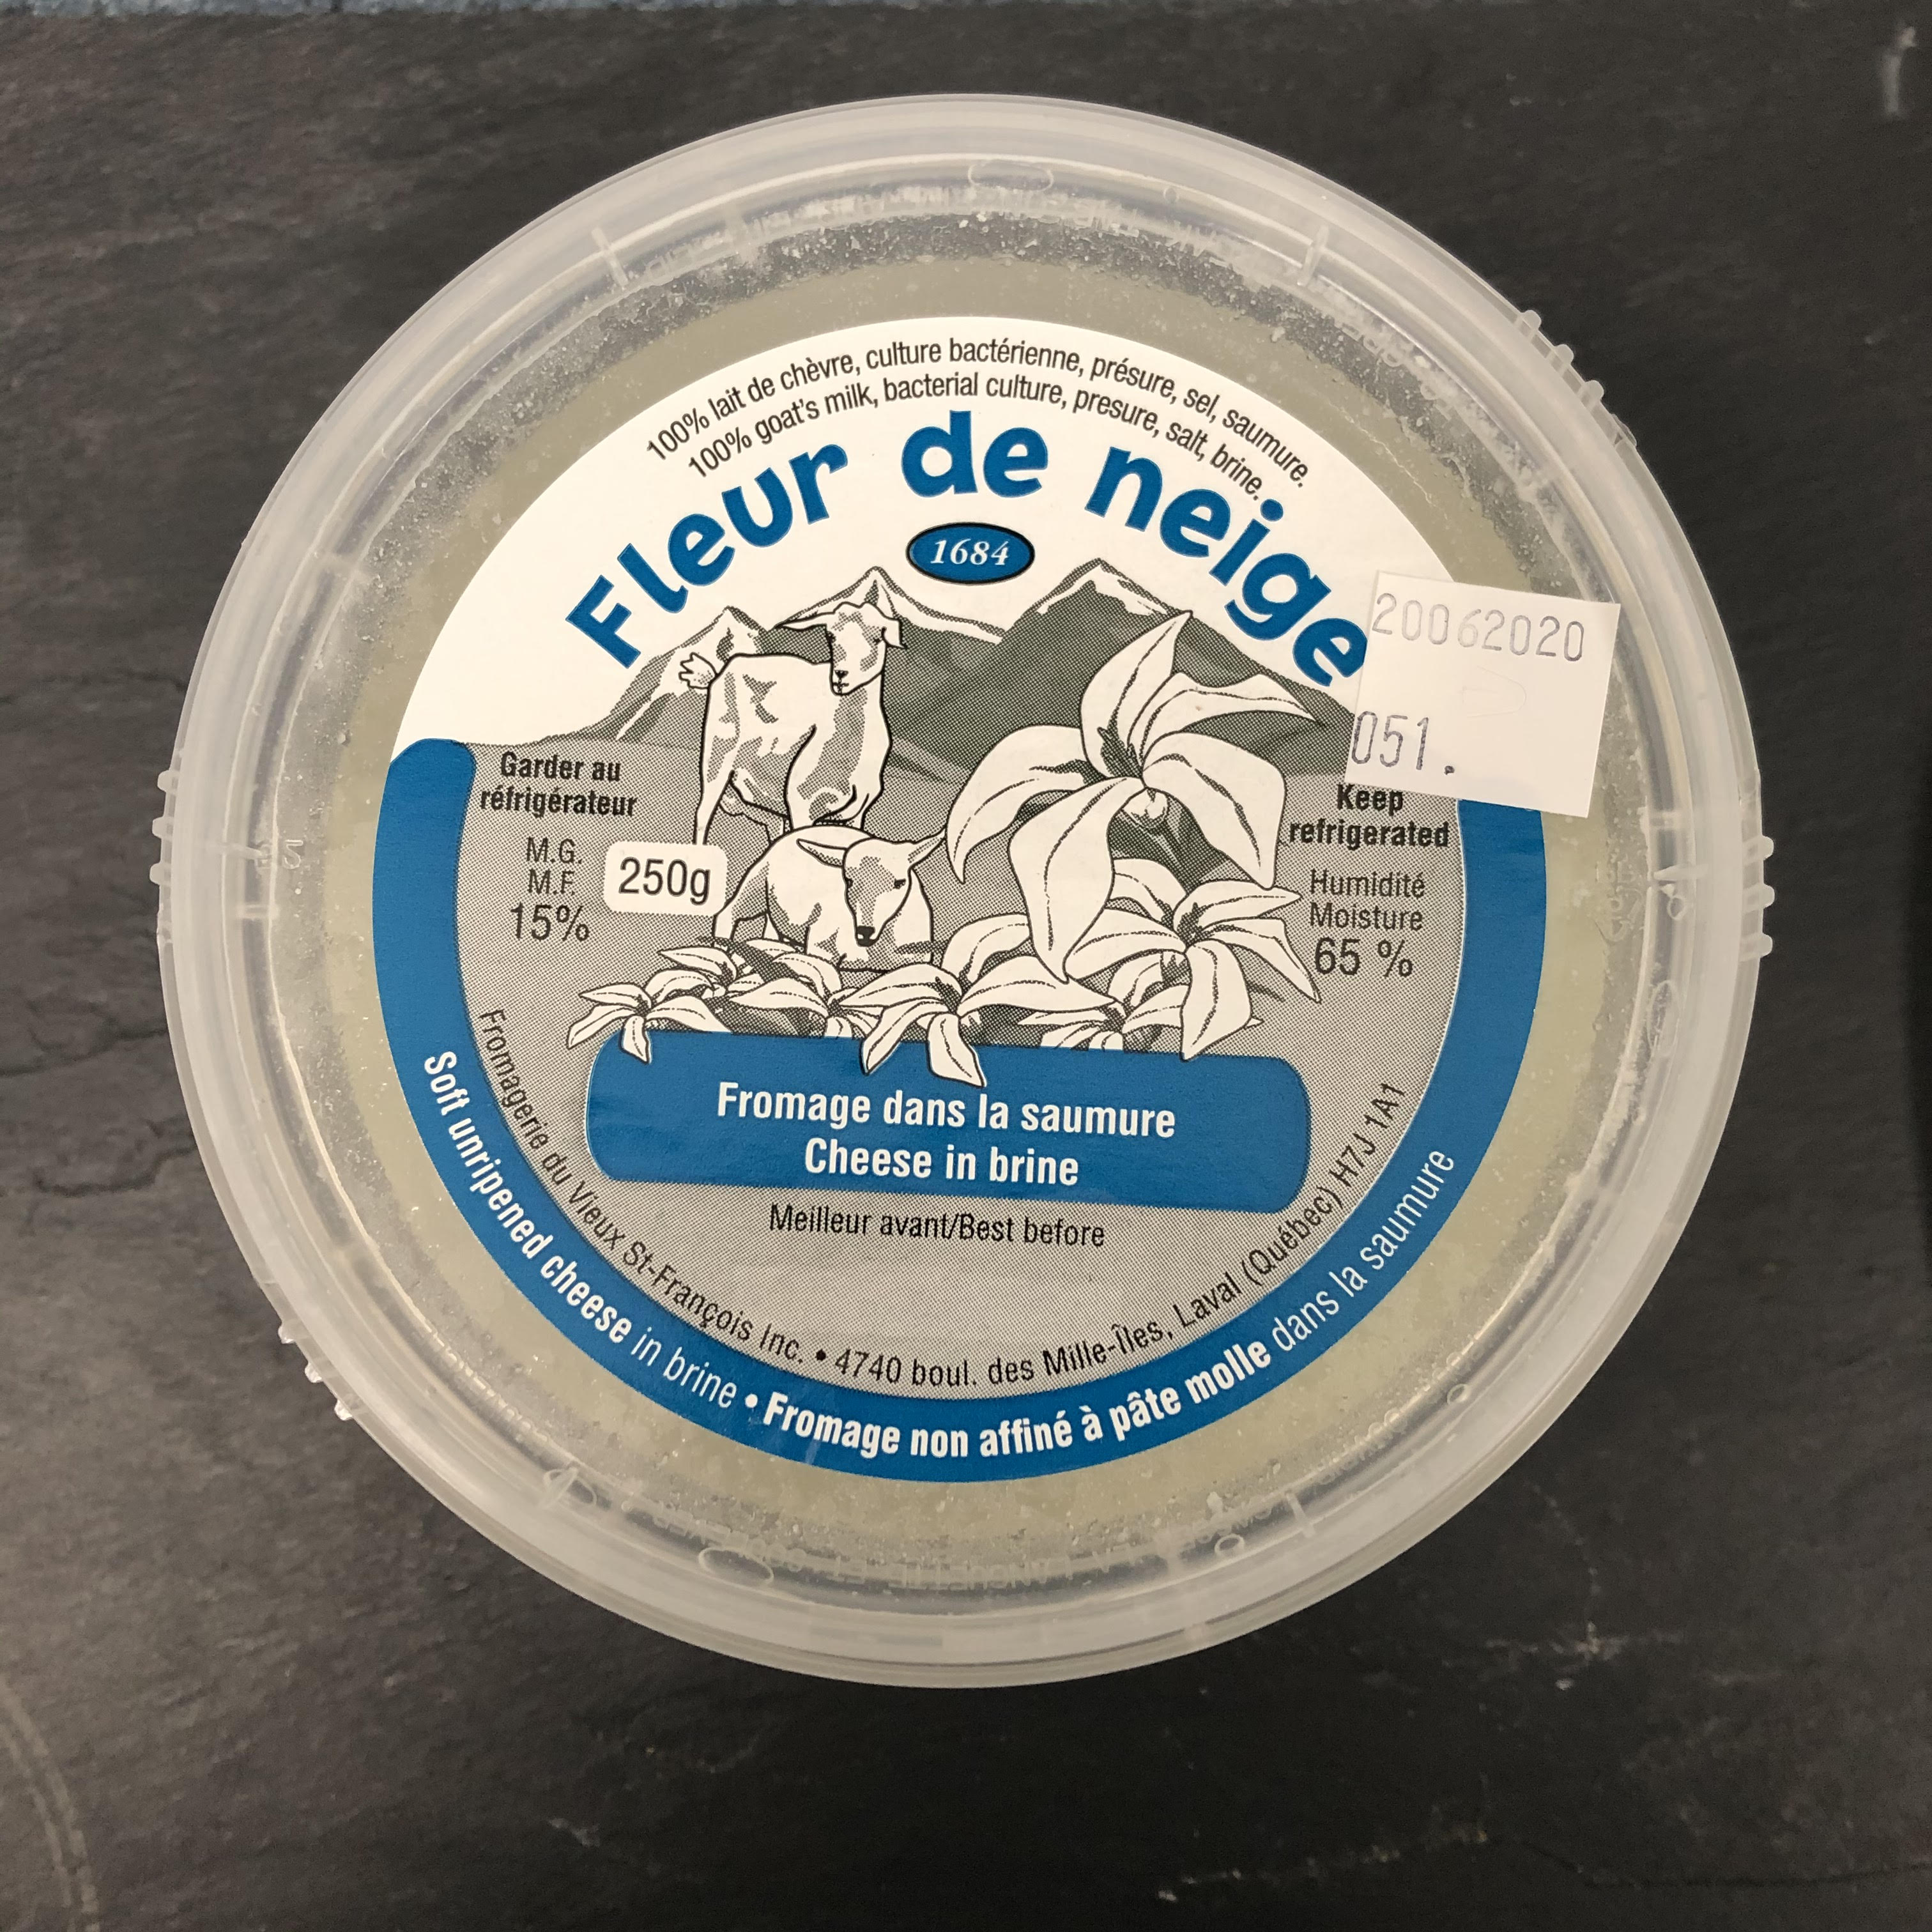 100% lait de chèvre, culture bactérienne, présure, sel, saumure.
100% goat's milk, bacterial culture, presure, salt, brine.
Fleur de neige
1684
20062020
051.
Garder au
réfrigérateur
M.G.
M.F.
15%
250g
Keep
refrigerated
Humidité
Moisture
65 %
Fromage dans la saumure
Cheese in brine
Meilleur avant/Best before
Fromagerie du Vieux St-François Inc. • 4740 boul. des Mille-Îles, Laval (Québec) H7J 1A1
Soft unripened cheese in brine • Fromage non affiné à pâte molle dans la saumure